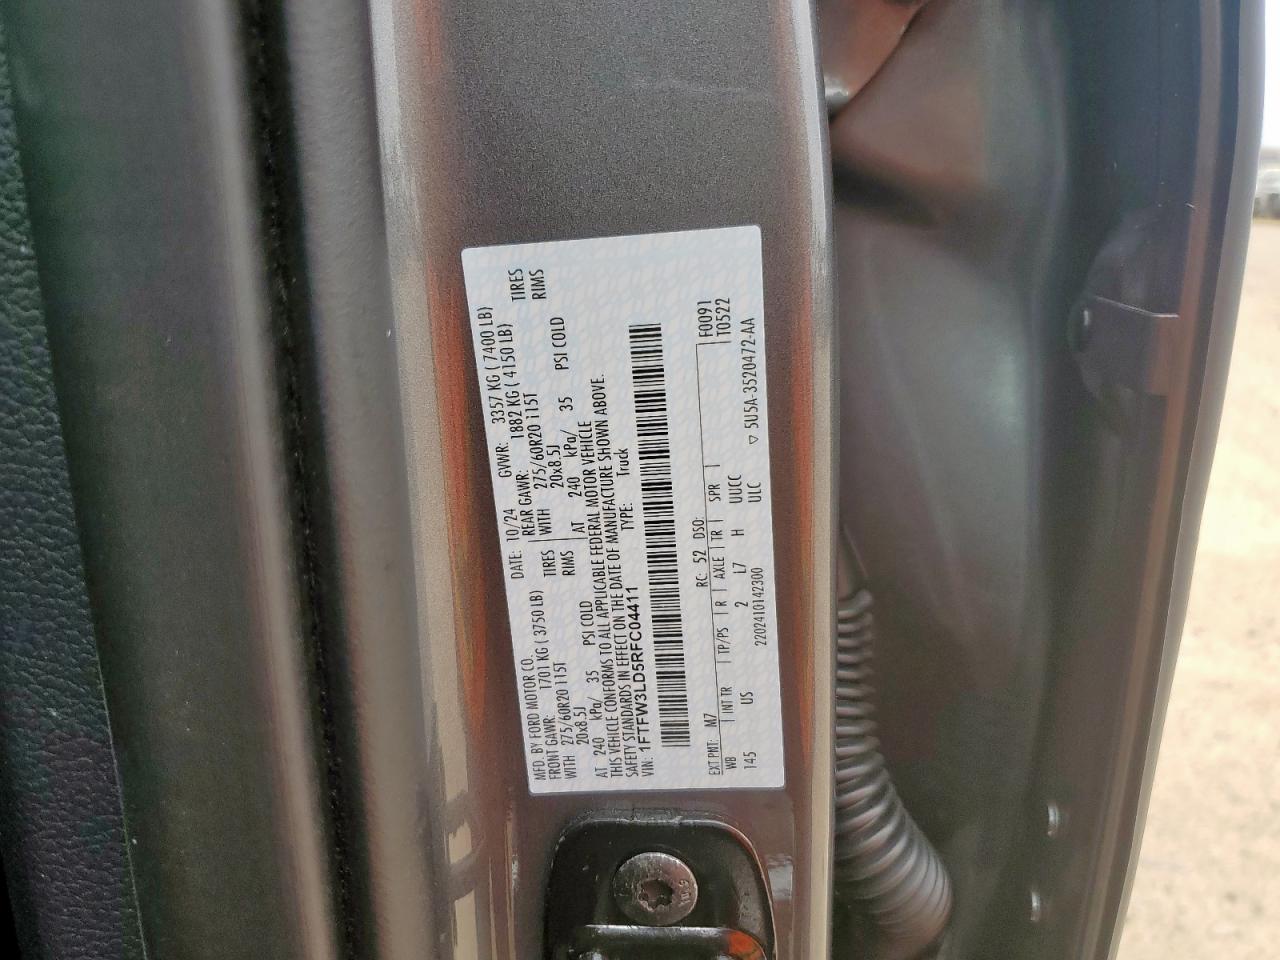 MFD. BY FORD MOTOR CO. DATE: 10/24 GVWR: 3357 KG ( 7400 LB)
FRONT GAWR: 1701 KG ( 3750 LB) REAR GAWR: 1882 KG ( 4150 LB)
WITH 275/60R20 115T TIRES WITH 275/60R20 115T TIRES
20x8.5J RIMS 20x8.5J RIMS
AT 240 kPa/ 35 PSI COLD AT 240 kPa/ 35 PSI COLD
THIS VEHICLE CONFORMS TO ALL APPLICABLE FEDERAL MOTOR VEHICLE
SAFETY STANDARDS IN EFFECT ON THE DATE OF MANUFACTURE SHOWN ABOVE.
VIN: 1FTFW3LD5RFC04411 TYPE: Truck
F0091
EXT PNT: M7 RC: 52 DSO: T0522
WB INT TR TP/PS R AXLE TR SPR
145 US 2 L7 H UUCC
2202410142300 ULC ▽ 5U5A-3520472-AA